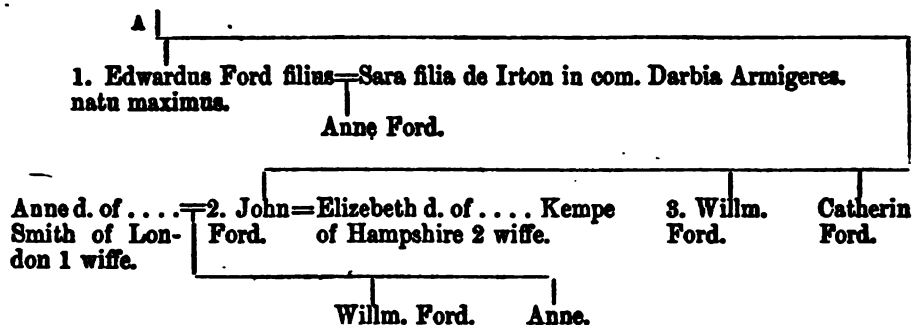 A
1. Edwardus Ford filius=Sara filia de Irton in com. Darbia Armigeres.
natu maximus.
Anne Ford.
Anne d. of .... =2. John=Elizebeth d. of .... Kempe 3. Willm. Catherin
Smith of Lon- Ford. of Hampshire 2 wiffe. Ford. Ford.
don 1 wiffe.
Willm. Ford. Anne.